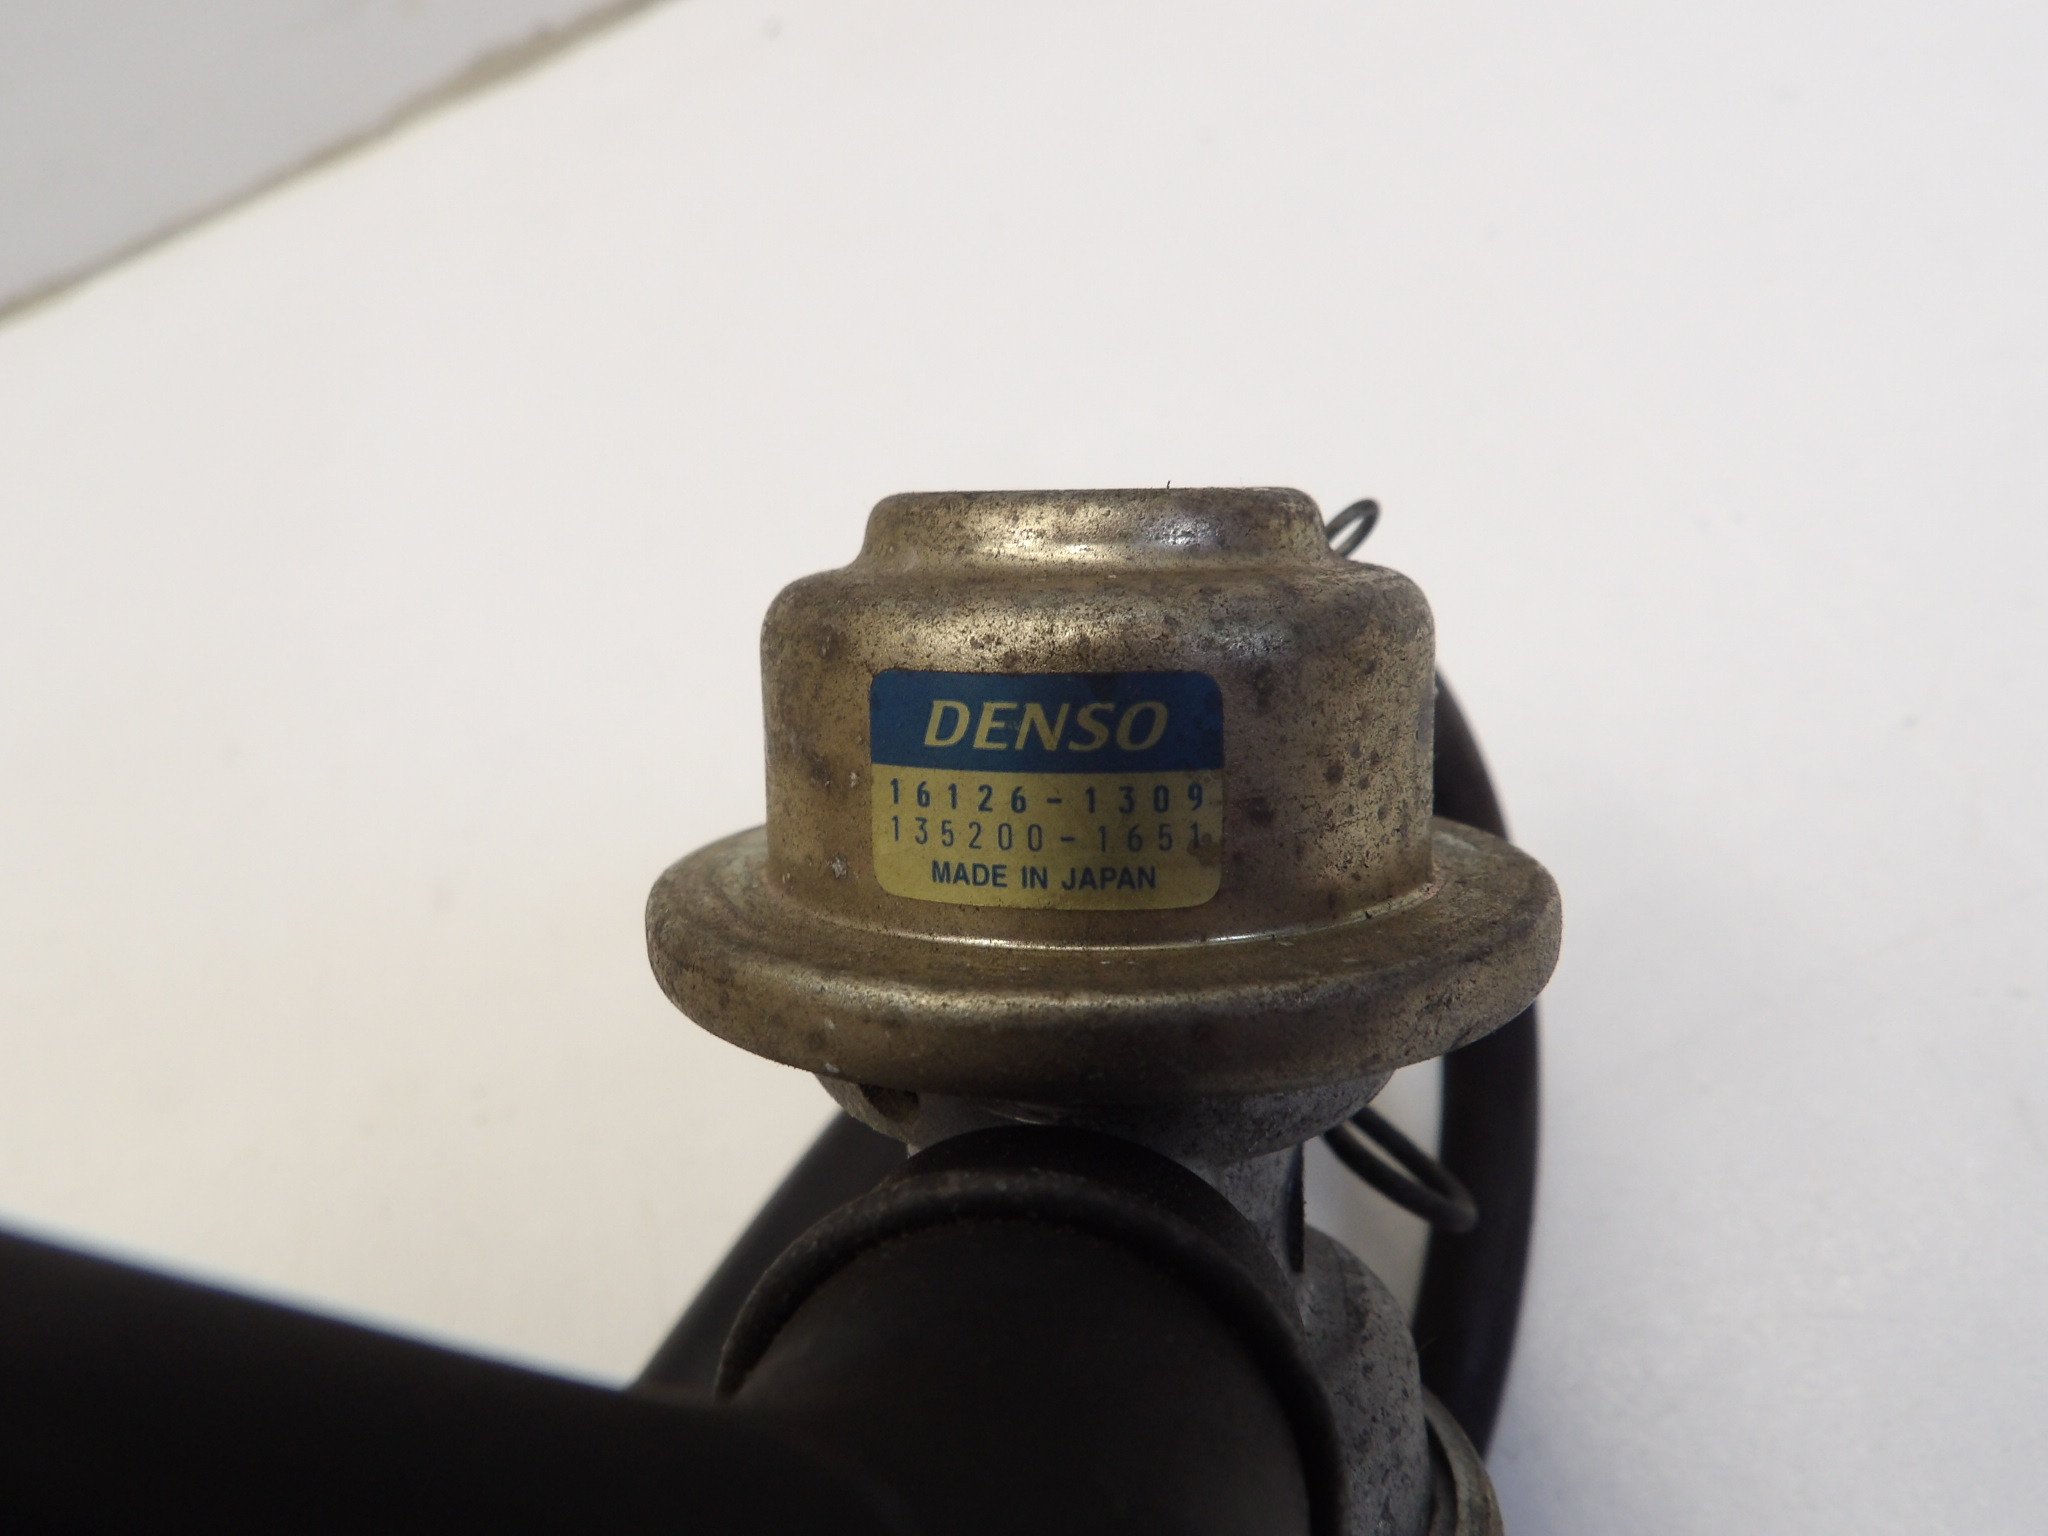 DENSO
16126-1309
135200-1651
MADE IN JAPAN